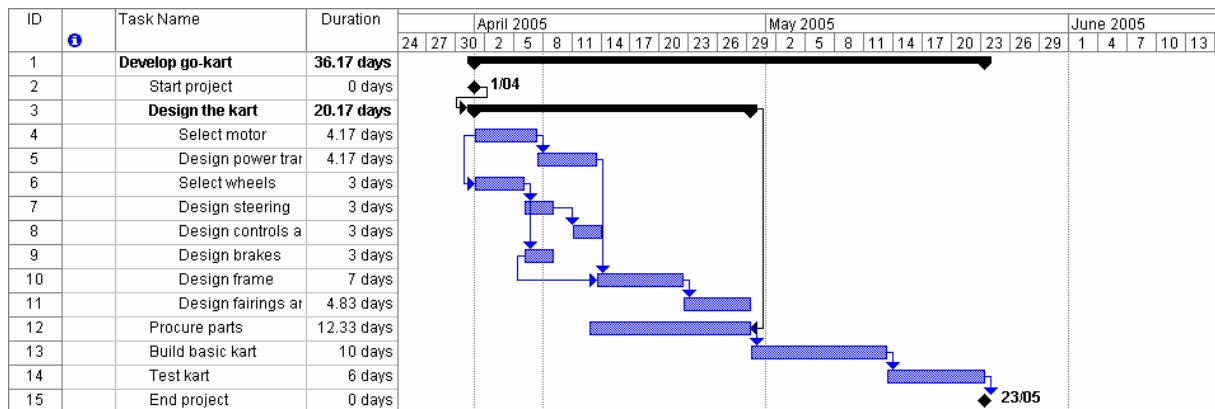 ID Task Name Duration April 2005 May 2005 June 2005
24 27 30 2 5 8 11 14 17 20 23 26 29 2 5 8 11 14 17 20 23 26 29 1 4 7 10 13
1 Develop go-kart 36.17 days
2 Start project 0 days 1/04
3 Design the kart 20.17 days
4 Select motor 4.17 days
5 Design power trar 4.17 days
6 Select wheels 3 days
7 Design steering 3 days
8 Design controls a 3 days
9 Design brakes 3 days
10 Design frame 7 days
11 Design fairings ar 4.83 days
12 Procure parts 12.33 days
13 Build basic kart 10 days
14 Test kart 6 days
15 End project 0 days 23/05